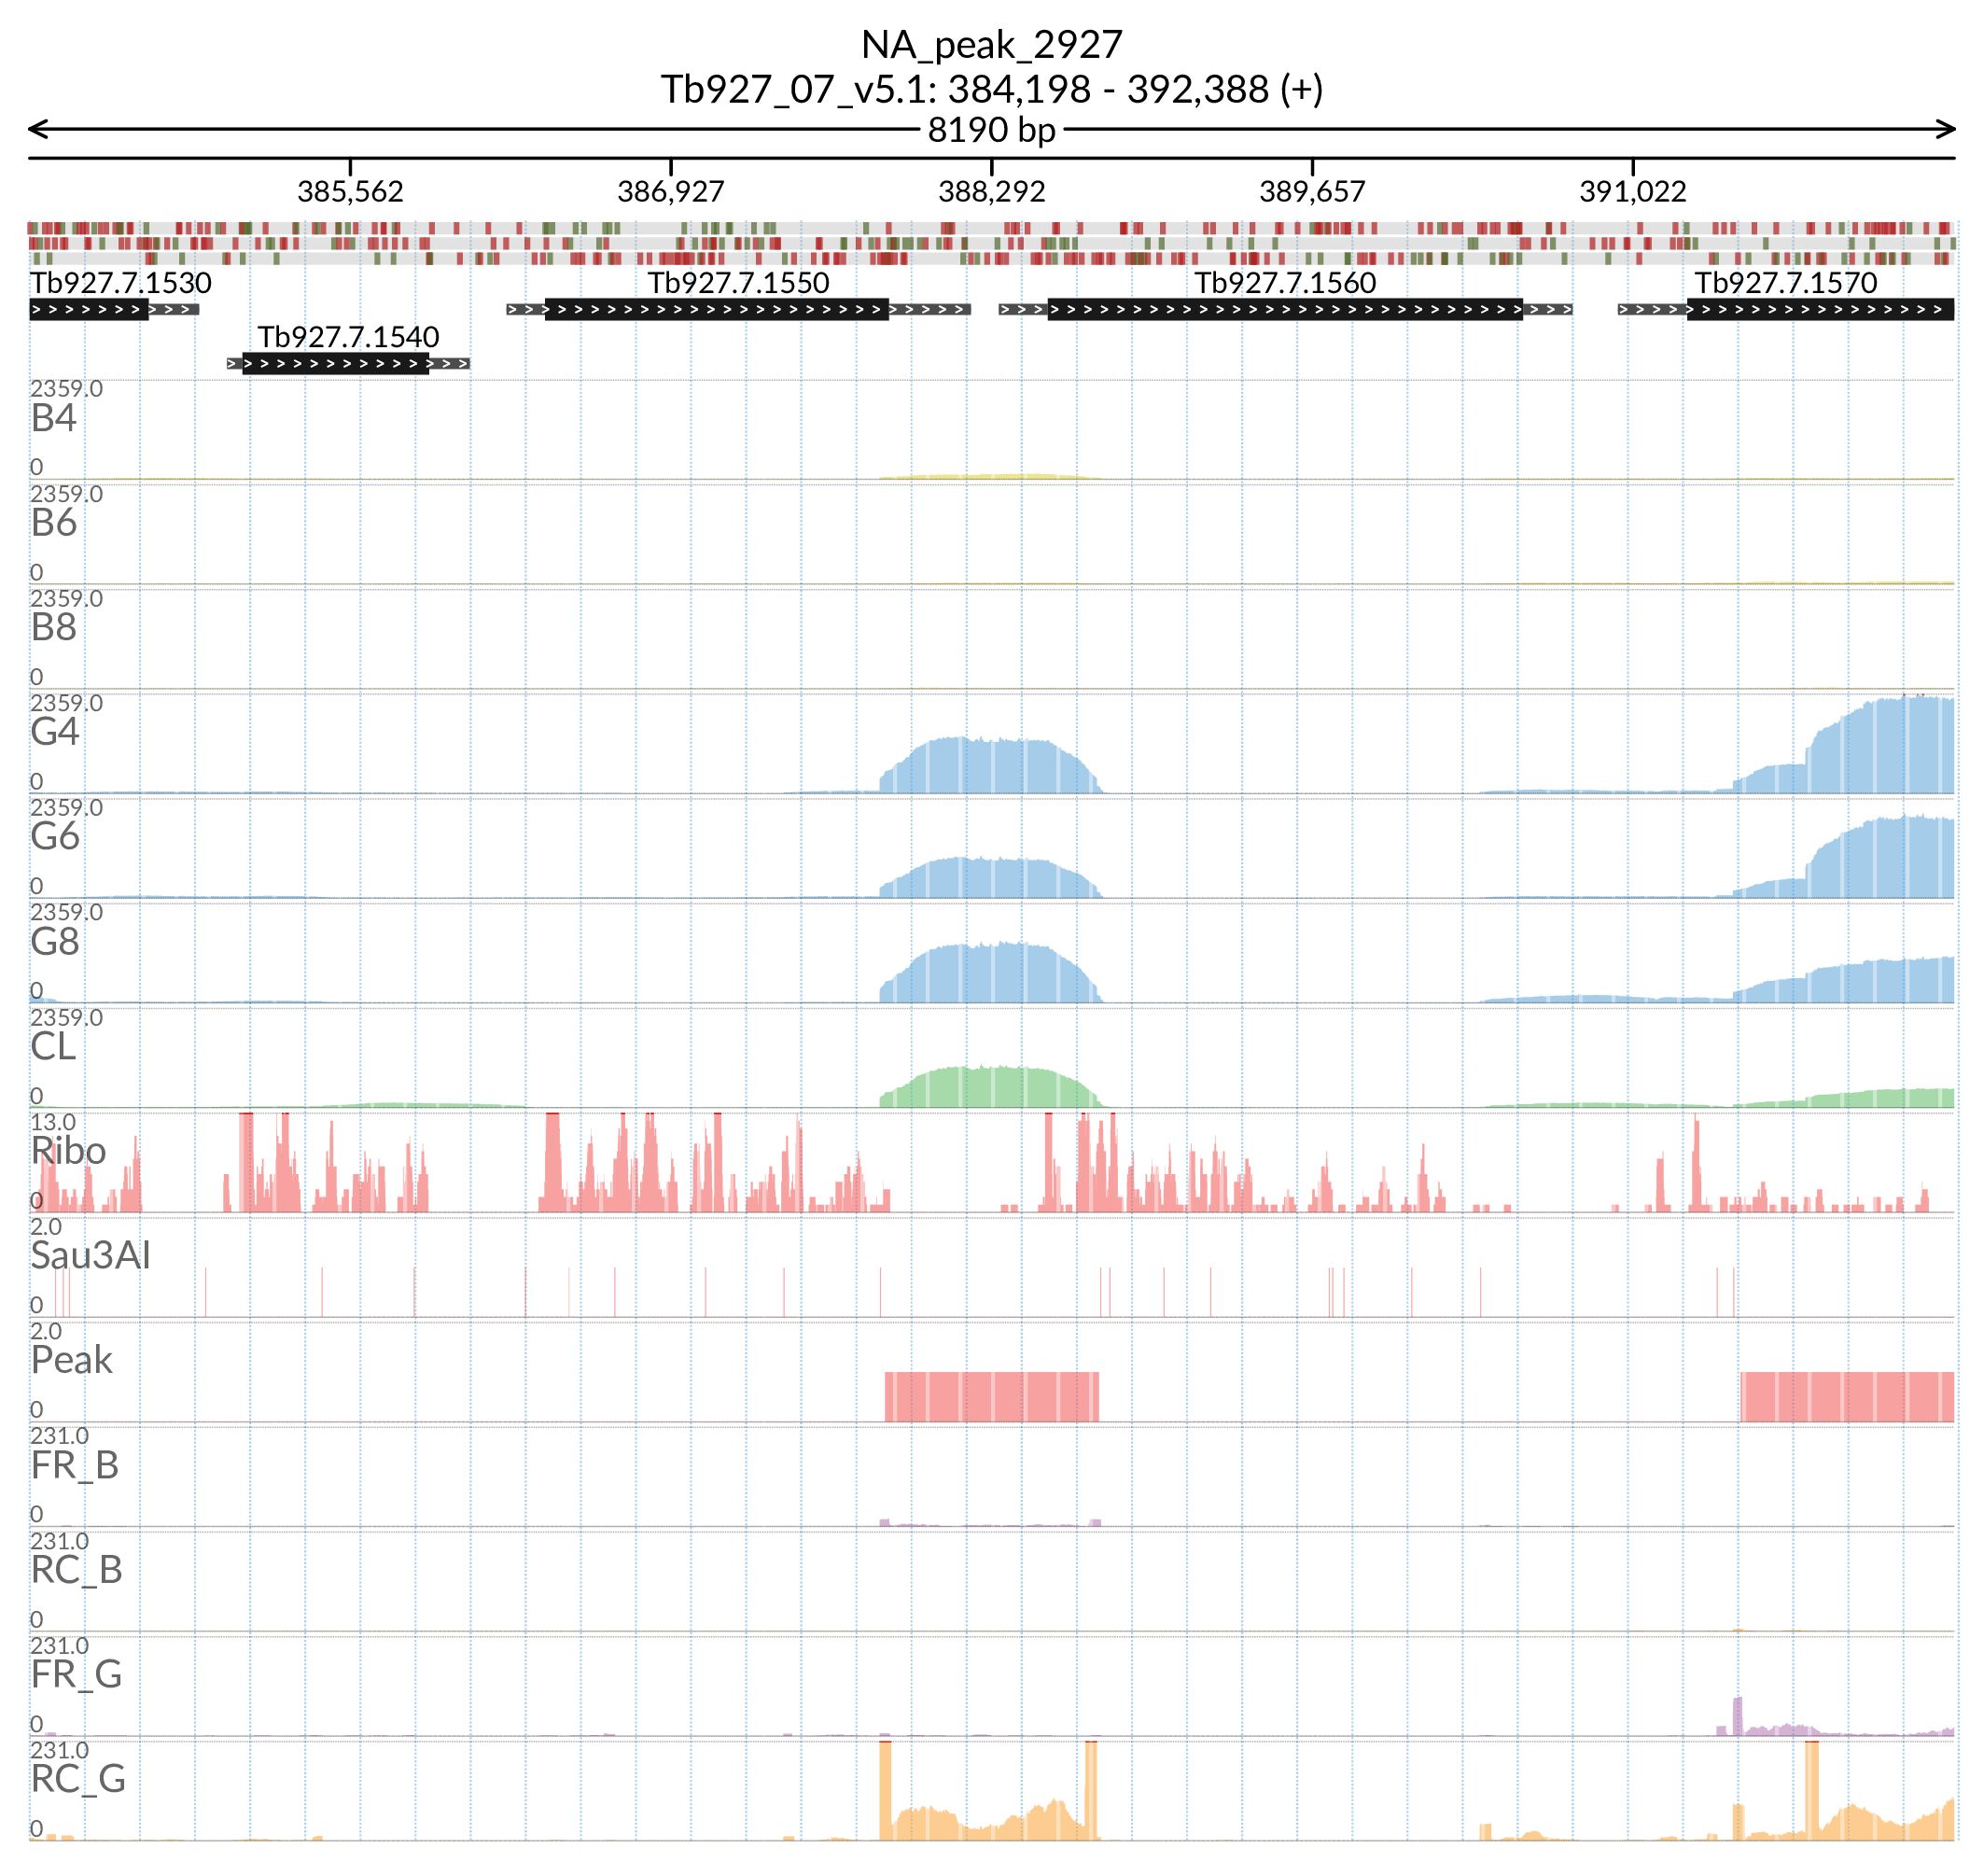 NA_peak_2927
Tb927_07_v5.1: 384,198 - 392,388 (+)
8190 bp
385,562 386,927 388,292 389,657 391,022
Tb927.7.1530 Tb927.7.1550 Tb927.7.1560 Tb927.7.1570
Tb927.7.1540
2359.0
B4
0
2359.0
B6
0
2359.0
B8
0
2359.0
G4
0
2359.0
G6
0
2359.0
G8
0
2359.0
CL
0
13.0
Ribo
0
2.0
Sau3AI
0
2.0
Peak
0
231.0
FR_B
0
231.0
RC_B
0
231.0
FR_G
0
231.0
RC_G
0